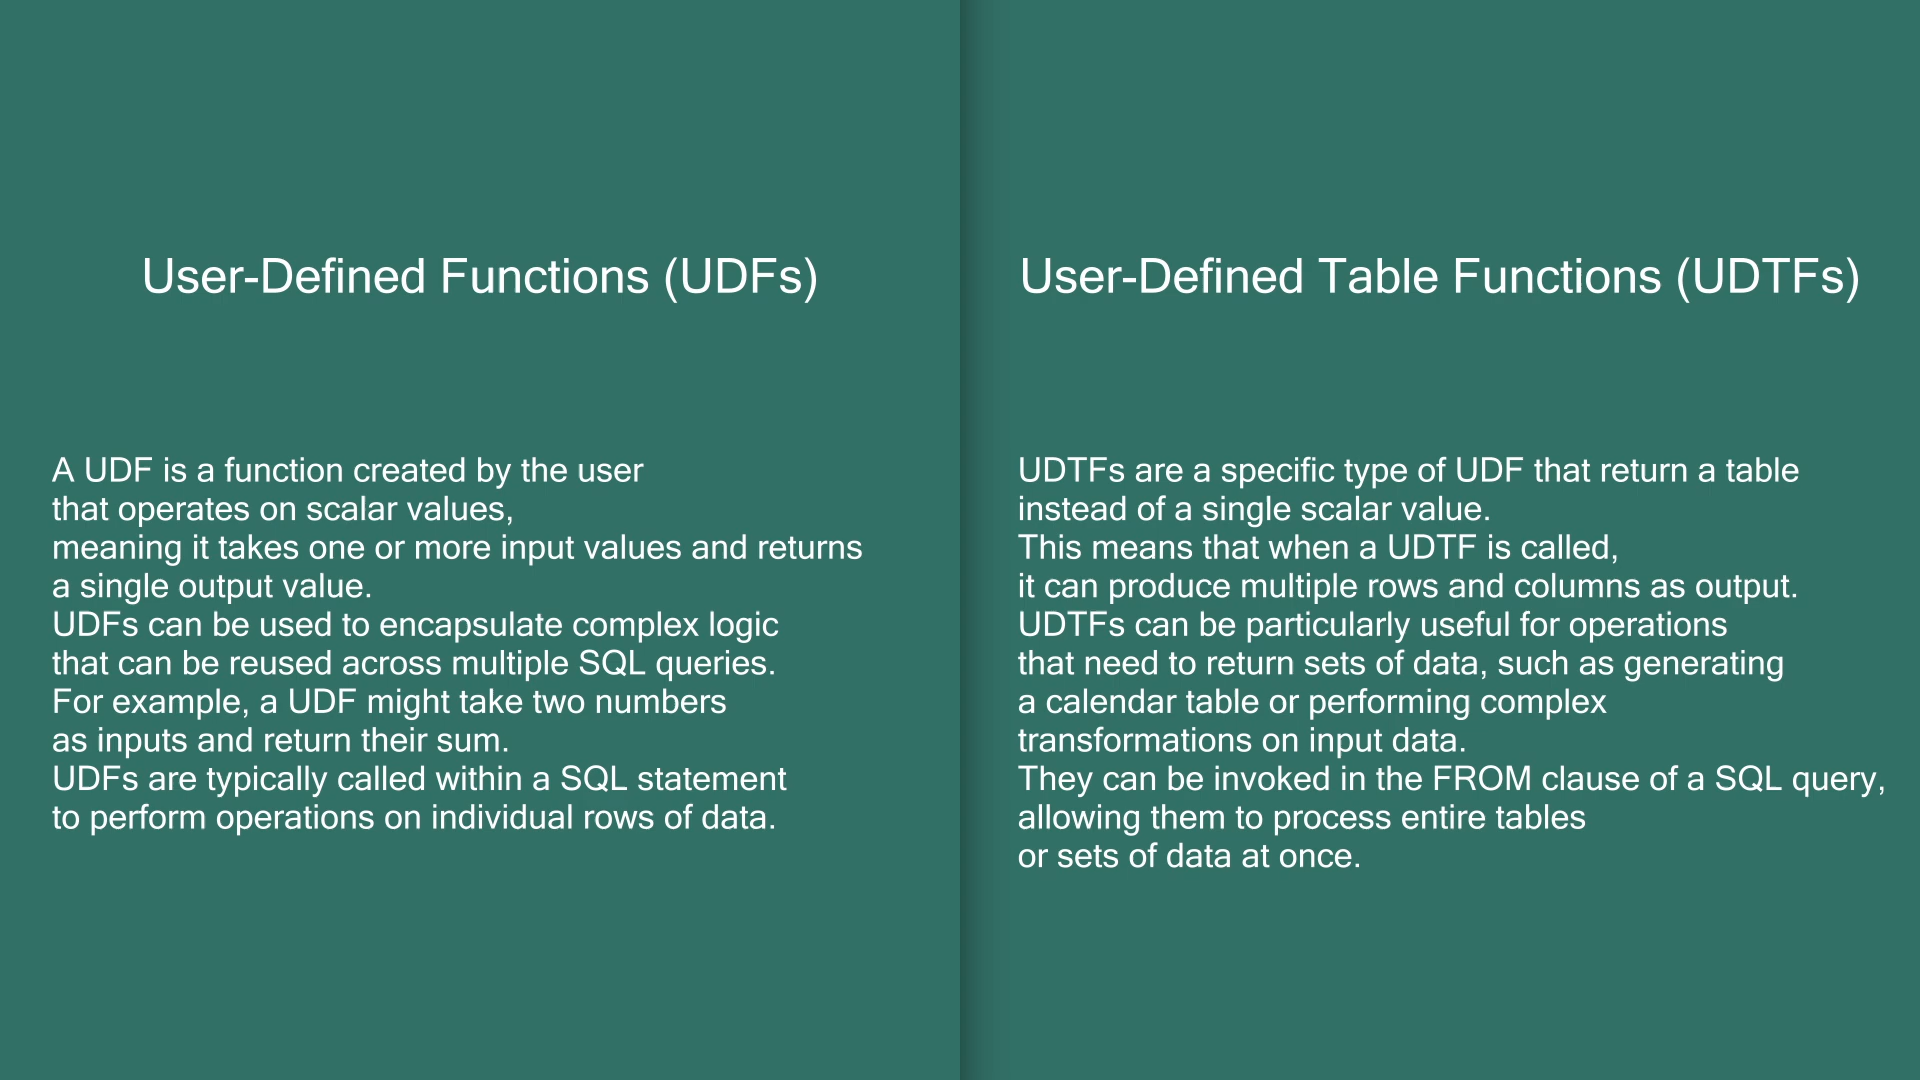 User-Defined Functions (UDFs)
A UDF is a function created by the user
that operates on scalar values,
meaning it takes one or more input values and returns
a single output value.
UDFs can be used to encapsulate complex logic
that can be reused across multiple SQL queries.
For example, a UDF might take two numbers
as inputs and return their sum.
UDFs are typically called within a SQL statement
to perform operations on individual rows of data.
User-Defined Table Functions (UDTFs)
UDTFs are a specific type of UDF that return a table
instead of a single scalar value.
This means that when a UDTF is called,
it can produce multiple rows and columns as output.
UDTFs can be particularly useful for operations
that need to return sets of data, such as generating
a calendar table or performing complex
transformations on input data.
They can be invoked in the FROM clause of a SQL query,
allowing them to process entire tables
or sets of data at once.